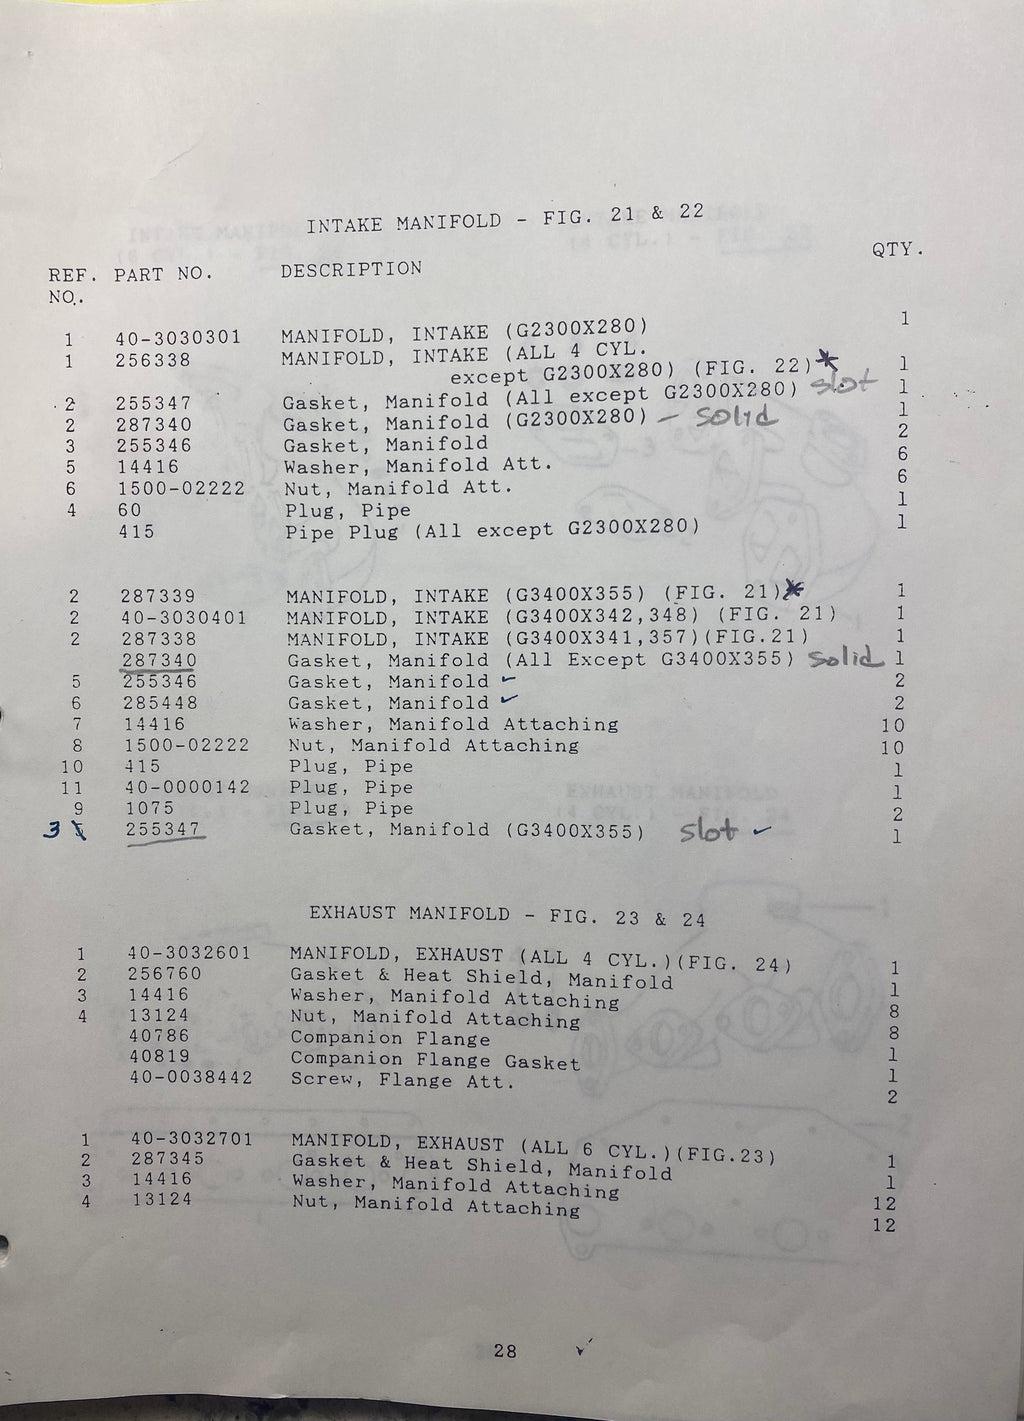 INTAKE MANIFOLD - FIG. 21 & 22
QTY.
REF. PART NO. DESCRIPTION
NO.
1 40-3030301 MANIFOLD, INTAKE (G2300X280) 1
1 256338 MANIFOLD, INTAKE (ALL 4 CYL.
except G2300X280) (FIG. 22)* 1
2 255347 Gasket, Manifold (All except G2300X280) slot 1
2 287340 Gasket, Manifold (G2300X280) - solid 1
3 255346 Gasket, Manifold 2
5 14416 Washer, Manifold Att. 6
6 1500-02222 Nut, Manifold Att. 6
4 60 Plug, Pipe 1
415 Pipe Plug (All except G2300X280) 1
2 287339 MANIFOLD, INTAKE (G3400X355) (FIG. 21)* 1
2 40-3030401 MANIFOLD, INTAKE (G3400X342,348) (FIG. 21) 1
2 287338 MANIFOLD, INTAKE (G3400X341,357)(FIG.21) 1
287340 Gasket, Manifold (All Except G3400X355) solid 1
5 255346 Gasket, Manifold ✓ 2
6 285448 Gasket, Manifold ✓ 2
7 14416 Washer, Manifold Attaching 10
8 1500-02222 Nut, Manifold Attaching 10
10 415 Plug, Pipe 1
11 40-0000142 Plug, Pipe 1
9 1075 Plug, Pipe 2
3 255347 Gasket, Manifold (G3400X355) slot ✓ 1
EXHAUST MANIFOLD - FIG. 23 & 24
1 40-3032601 MANIFOLD, EXHAUST (ALL 4 CYL.)(FIG. 24) 1
2 256760 Gasket & Heat Shield, Manifold 1
3 14416 Washer, Manifold Attaching 8
4 13124 Nut, Manifold Attaching 8
40786 Companion Flange 1
40819 Companion Flange Gasket 1
40-0038442 Screw, Flange Att. 2
1 40-3032701 MANIFOLD, EXHAUST (ALL 6 CYL.)(FIG.23) 1
2 287345 Gasket & Heat Shield, Manifold 1
3 14416 Washer, Manifold Attaching 12
4 13124 Nut, Manifold Attaching 12
28